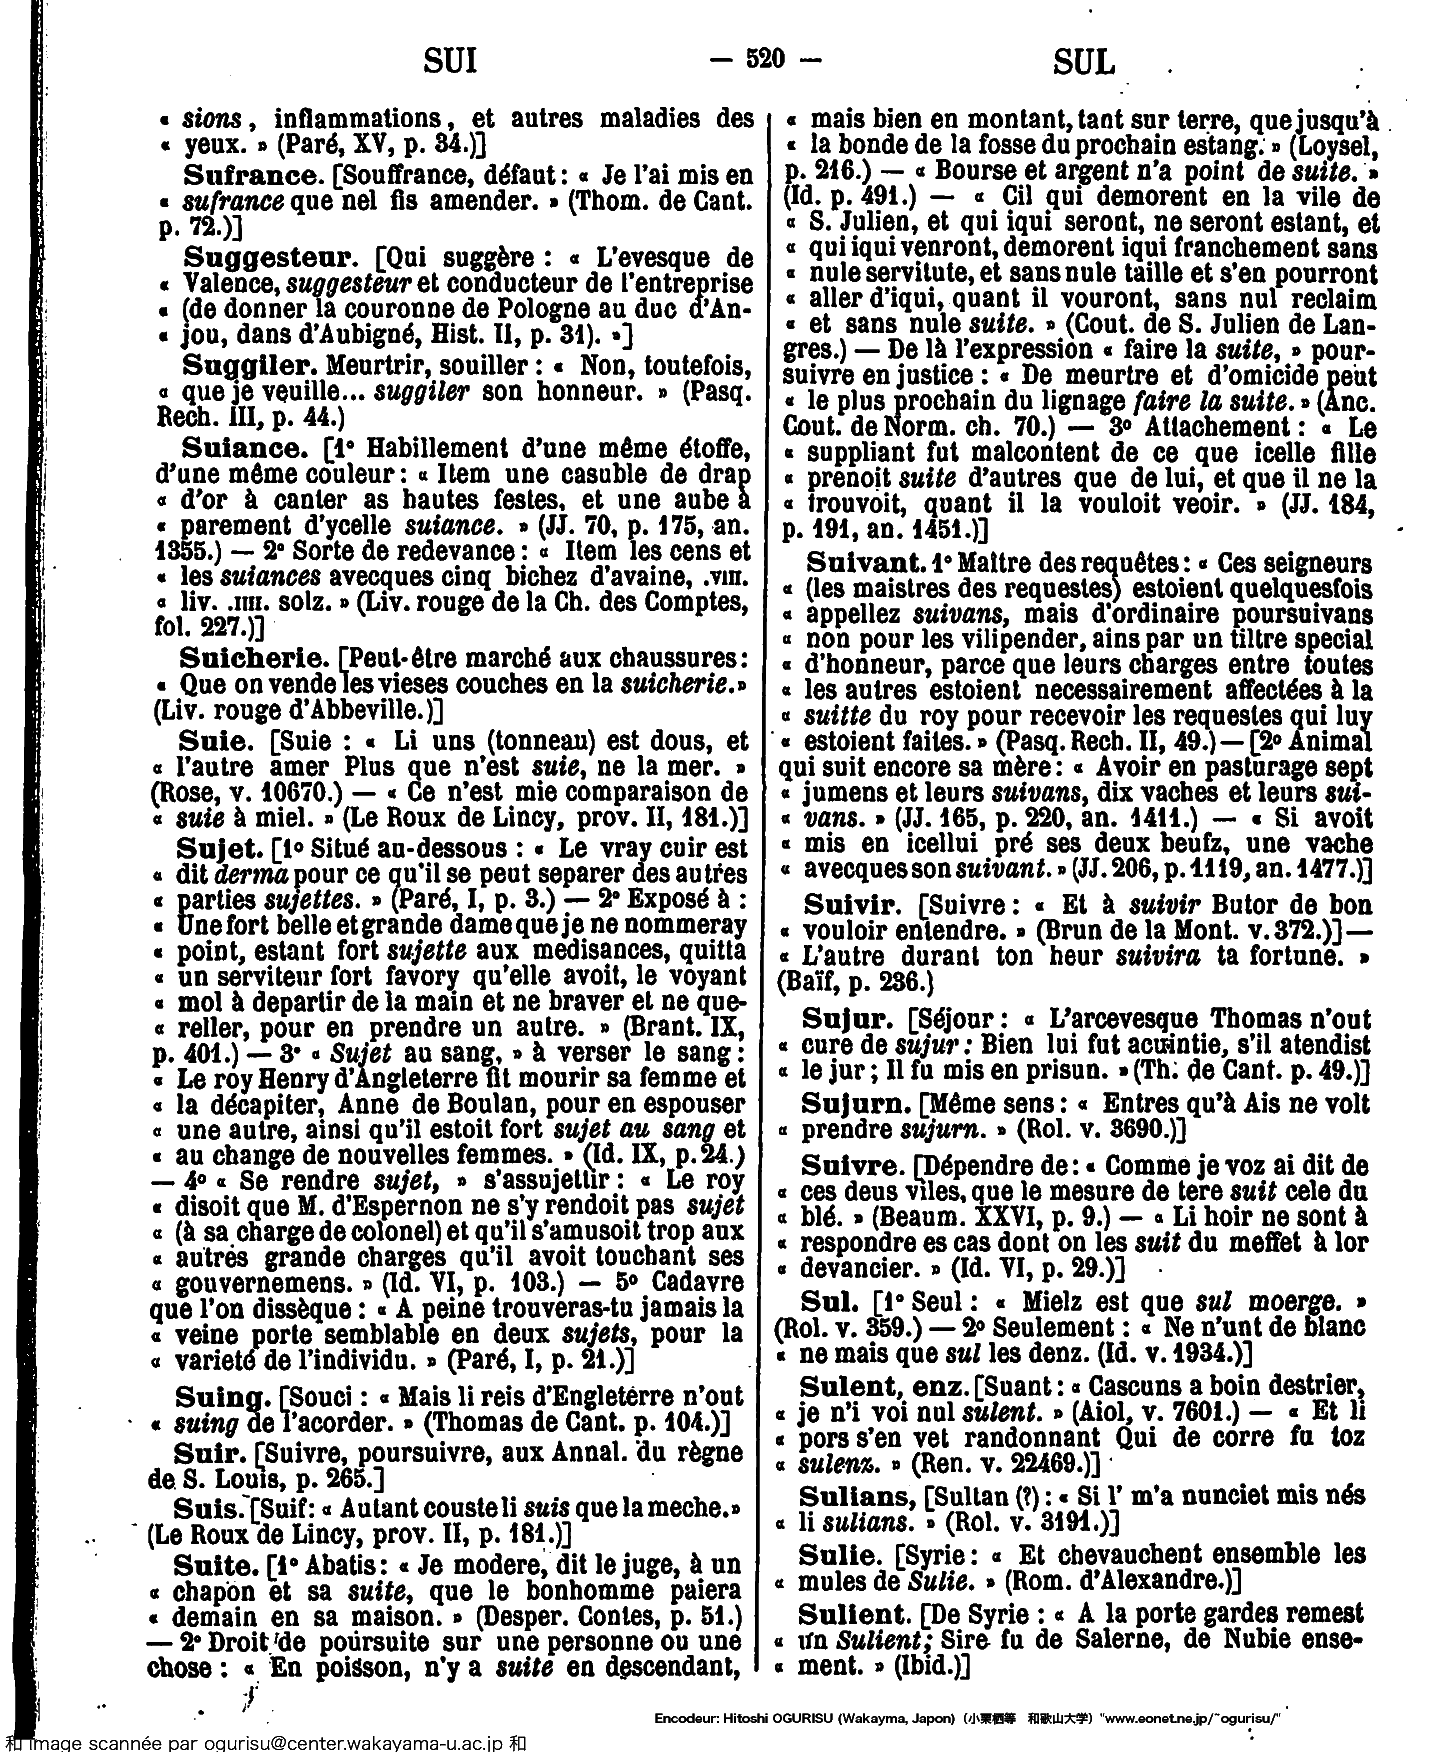 SUI — 520 — SUL
« sions, inflammations, et autres maladies des
« yeux. » (Paré, XV, p. 34.)]
Sufrance. [Souffrance, défaut : « Je l'ai mis en
« sufrance que nel fis amender. » (Thom. de Cant.
p. 72.)]
Suggesteur. [Qui suggère : « L'evesque de
« Valence, suggesteur et conducteur de l'entreprise
« (de donner la couronne de Pologne au duc d'An-
« jou, dans d'Aubigné, Hist. II, p. 31). »]
Suggiler. Meurtrir, souiller : « Non, toutefois,
« que je veuille... suggiler son honneur. » (Pasq.
Rech. III, p. 44.)
Suiance. [1° Habillement d'une même étoffe,
d'une même couleur : « Item une casuble de drap
« d'or à canter as hautes festes, et une aube à
« parement d'ycelle suiance. » (JJ. 70, p. 175, an.
1355.) — 2° Sorte de redevance : « Item les cens et
« les suiances avecques cinq bichez d'avaine, .VIII.
« liv. .IIII. solz. » (Liv. rouge de la Ch. des Comptes,
fol. 227.)]
Suicherie. [Peut-être marché aux chaussures :
« Que on vende les vieses couches en la suicherie. »
(Liv. rouge d'Abbeville.)]
Suie. [Suie : « Li uns (tonneau) est dous, et
« l'autre amer Plus que n'est suie, ne la mer. »
(Rose, v. 10670.) — « Ce n'est mie comparaison de
« suie à miel. » (Le Roux de Lincy, prov. II, 181.)]
Sujet. [1° Situé au-dessous : « Le vray cuir est
« dit derma pour ce qu'il se peut separer des autres
« parties sujettes. » (Paré, I, p. 3.) — 2° Exposé à :
« Une fort belle et grande dame que je ne nommeray
« point, estant fort sujette aux medisances, quitta
« un serviteur fort favory qu'elle avoit, le voyant
« mol à departir de la main et ne braver et ne que-
« reller, pour en prendre un autre. » (Brant. IX,
p. 401.) — 3° « Sujet au sang, » à verser le sang :
« Le roy Henry d'Angleterre fit mourir sa femme et
« la décapiter, Anne de Boulan, pour en espouser
« une autre, ainsi qu'il estoit fort sujet au sang et
« au change de nouvelles femmes. » (Id. IX, p. 24.)
— 4° « Se rendre sujet, » s'assujettir : « Le roy
« disoit que M. d'Espernon ne s'y rendoit pas sujet
« (à sa charge de colonel) et qu'il s'amusoit trop aux
« autres grande charges qu'il avoit touchant ses
« gouvernemens. » (Id. VI, p. 103.) — 5° Cadavre
que l'on dissèque : « A peine trouveras-tu jamais la
« veine porte semblable en deux sujets, pour la
« varieté de l'individu. » (Paré, I, p. 21.)]
Suing. [Souci : « Mais li reis d'Engleterre n'out
« suing de l'acorder. » (Thomas de Cant. p. 104.)]
Suir. [Suivre, poursuivre, aux Annal. du règne
de S. Louis, p. 265.]
Suis. [Suif : « Autant couste li suis que la meche. »
(Le Roux de Lincy, prov. II, p. 181.)]
Suite. [1° Abatis : « Je modere, dit le juge, à un
« chapon et sa suite, que le bonhomme paiera
« demain en sa maison. » (Desper. Contes, p. 51.)
— 2° Droit de poursuite sur une personne ou une
chose : « En poisson, n'y a suite en descendant,
« mais bien en montant, tant sur terre, que jusqu'à
« la bonde de la fosse du prochain estang. » (Loysel,
p. 216.) — « Bourse et argent n'a point de suite. »
(Id. p. 491.) — « Cil qui demorent en la vile de
« S. Julien, et qui iqui seront, ne seront estant, et
« qui iqui venront, demorent iqui franchement sans
« nule servitute, et sans nule taille et s'en pourront
« aller d'iqui, quant il vouront, sans nul reclaim
« et sans nule suite. » (Cout. de S. Julien de Lan-
gres.) — De là l'expression « faire la suite, » pour-
suivre en justice : « De meurtre et d'omicide peut
« le plus prochain du lignage faire la suite. » (Anc.
Cout. de Norm. ch. 70.) — 3° Attachement : « Le
« suppliant fut malcontent de ce que icelle fille
« prenoit suite d'autres que de lui, et que il ne la
« trouvoit, quant il la vouloit veoir. » (JJ. 184,
p. 191, an. 1451.)]
Suivant. 1° Maître des requêtes : « Ces seigneurs
« (les maistres des requestes) estoient quelquesfois
« appellez suivans, mais d'ordinaire poursuivans
« non pour les vilipender, ains par un tiltre special
« d'honneur, parce que leurs charges entre toutes
« les autres estoient necessairement affectées à la
« suitte du roy pour recevoir les requestes qui luy
« estoient faites. » (Pasq. Rech. II, 49.) — [2° Animal
qui suit encore sa mère : « Avoir en pasturage sept
« jumens et leurs suivans, dix vaches et leurs sui-
« vans. » (JJ. 165, p. 220, an. 1411.) — « Si avoit
« mis en icellui pré ses deux beufz, une vache
« avecques son suivant. » (JJ. 206, p. 1119, an. 1477.)]
Suivir. [Suivre : « Et à suivir Butor de bon
« vouloir entendre. » (Brun de la Mont. v. 372.)] —
« L'autre durant ton heur suivira ta fortune. »
(Baïf, p. 236.)
Sujur. [Séjour : « L'arcevesque Thomas n'out
« cure de sujur : Bien lui fut acuintie, s'il atendist
« le jur ; Il fu mis en prisun. » (Th. de Cant. p. 49.)]
Sujurn. [Même sens : « Entres qu'à Ais ne volt
« prendre sujurn. » (Rol. v. 3690.)]
Suivre. [Dépendre de : « Comme je voz ai dit de
« ces deus viles, que le mesure de tere suit cele du
« blé. » (Beaum. XXVI, p. 9.) — « Li hoir ne sont à
« respondre es cas dont on les suit du meffet à lor
« devancier. » (Id. VI, p. 29.)]
Sul. [1° Seul : « Mielz est que sul moerge. »
(Rol. v. 359.) — 2° Seulement : « Ne n'unt de blanc
« ne mais que sul les denz. (Id. v. 1934.)]
Sulent, enz. [Suant : « Cascuns a boin destrier,
« je n'i voi nul sulent. » (Aiol, v. 7601.) — « Et li
« pors s'en vet randonnant Qui de corre fu toz
« sulenz. » (Ren. v. 22469.)]
Sulians, [Sultan (?) : « Si l' m'a nunciet mis nés
« li sulians. » (Rol. v. 3191.)]
Sulie. [Syrie : « Et chevauchent ensemble les
« mules de Sulie. » (Rom. d'Alexandre.)]
Sulient. [De Syrie : « A la porte gardes remest
« un Sulient ; Sire fu de Salerne, de Nubie ense-
« ment. » (Ibid.)]
Encodeur: Hitoshi OGURISU (Wakayma, Japon) (小栗栖等 和歌山大学) "www.eonet.ne.jp/~ogurisu/"
和 Image scannée par ogurisu@center.wakayama-u.ac.jp 和